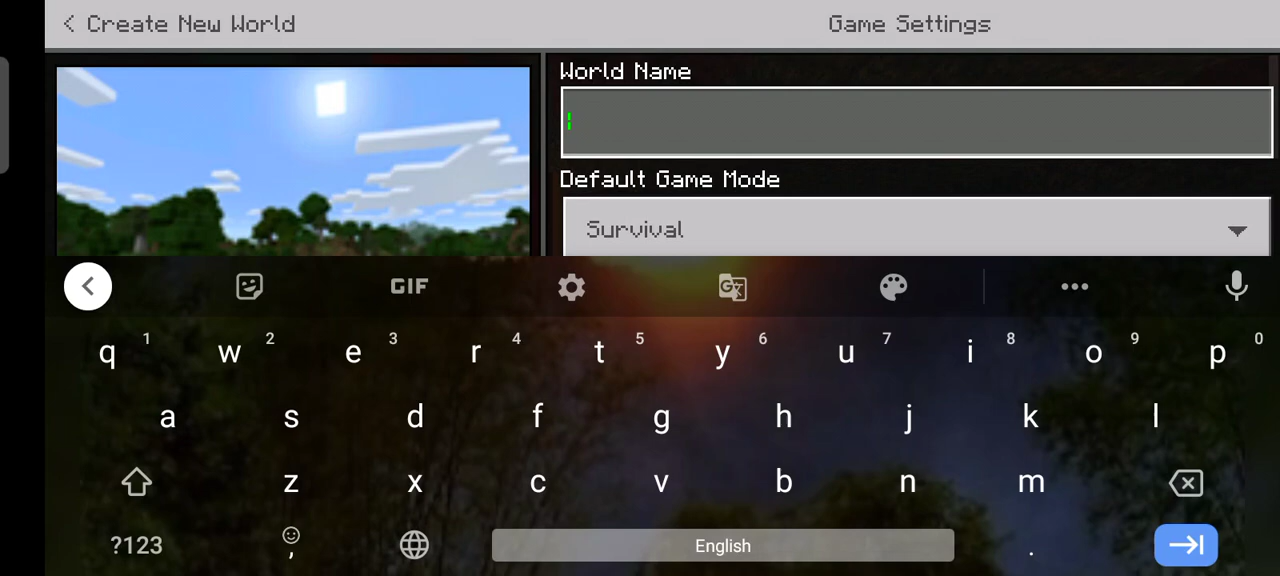 Create New World
Game Settings
World Name
Default Game Mode
Survival
GIF
q 1 w 2 e 3 r 4 t 5 y 6 u 7 i 8 o 9 p 0
a s d f g h j k l
z x c v b n m
?123 , English .